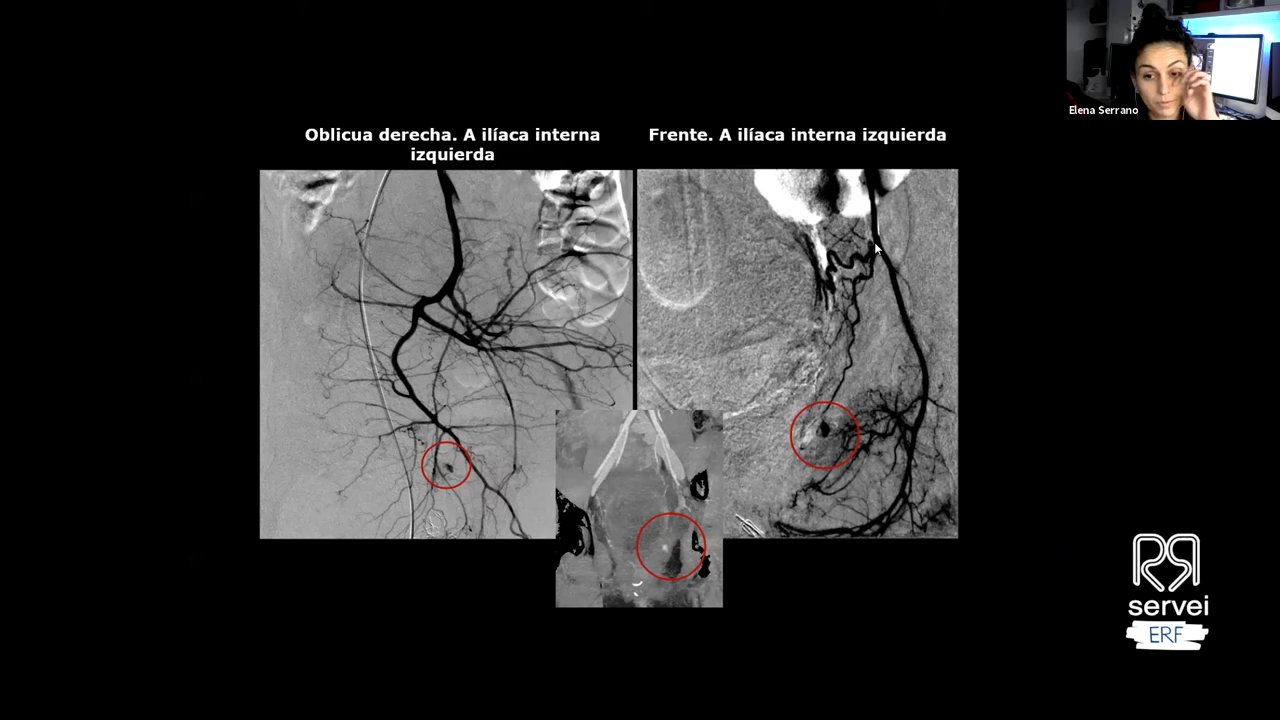 Elena Serrano
Oblicua derecha. A ilíaca interna
izquierda
Frente. A ilíaca interna izquierda
servei
ERF